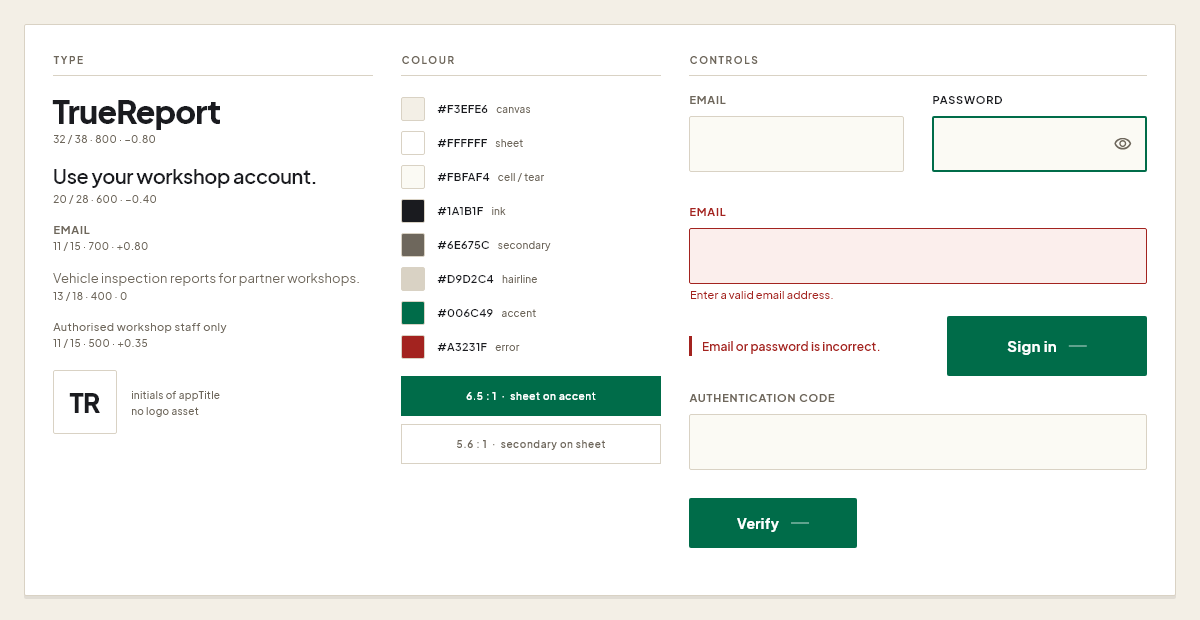 TYPE
TrueReport
32 / 38 · 800 · −0.80
Use your workshop account.
20 / 28 · 600 · −0.40
EMAIL
11 / 15 · 700 · +0.80
Vehicle inspection reports for partner workshops.
13 / 18 · 400 · 0
Authorised workshop staff only
11 / 15 · 500 · +0.35
TR
initials of appTitle
no logo asset
COLOUR
#F3EFE6 canvas
#FFFFFF sheet
#FBFAF4 cell / tear
#1A1B1F ink
#6E675C secondary
#D9D2C4 hairline
#006C49 accent
#A3231F error
6.5 : 1 · sheet on accent
5.6 : 1 · secondary on sheet
CONTROLS
EMAIL
PASSWORD
EMAIL
Enter a valid email address.
Email or password is incorrect.
Sign in
AUTHENTICATION CODE
Verify